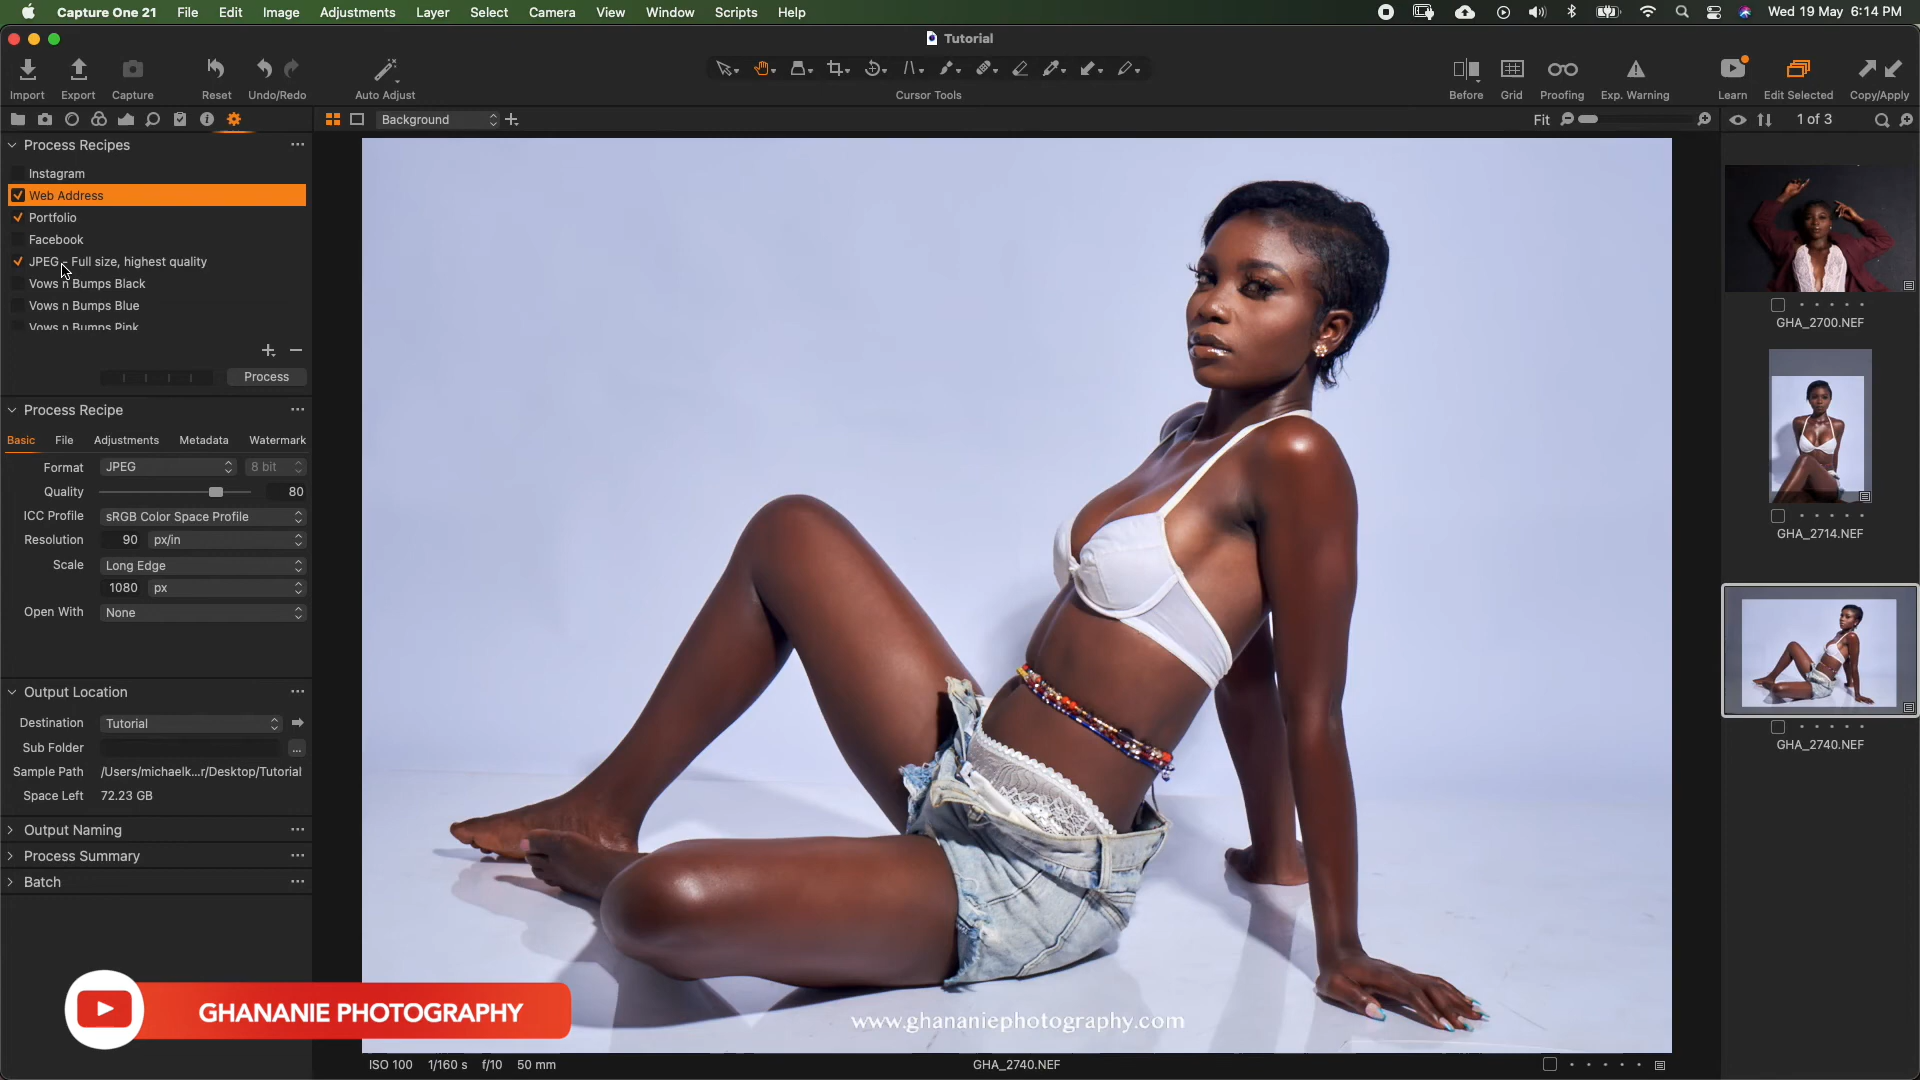 Capture One 21 File Edit Image Adjustments Layer Select Camera View Window Scripts Help Wed 19 May 6:14 PM
Tutorial
Import Export Capture Reset Undo/Redo Auto Adjust Cursor Tools Before Grid Proofing Exp. Warning Learn Edit Selected Copy/Apply
Background Fit 1 of 3
Process Recipes
Instagram
Web Address
Portfolio
Facebook
JPEG - Full size, highest quality
Vows n Bumps Black
Vows n Bumps Blue
Vows n Bumps Pink
Process
Process Recipe
Basic File Adjustments Metadata Watermark
Format JPEG 8 bit
Quality 80
ICC Profile sRGB Color Space Profile
Resolution 90 px/in
Scale Long Edge
1080 px
Open With None
Output Location
Destination Tutorial
Sub Folder ...
Sample Path /Users/michaelk...r/Desktop/Tutorial
Space Left 72.23 GB
Output Naming
Process Summary
Batch
GHANANIE PHOTOGRAPHY
www.ghananiephotography.com
ISO 100 1/160 s f/10 50 mm GHA_2740.NEF
GHA_2700.NEF
GHA_2714.NEF
GHA_2740.NEF